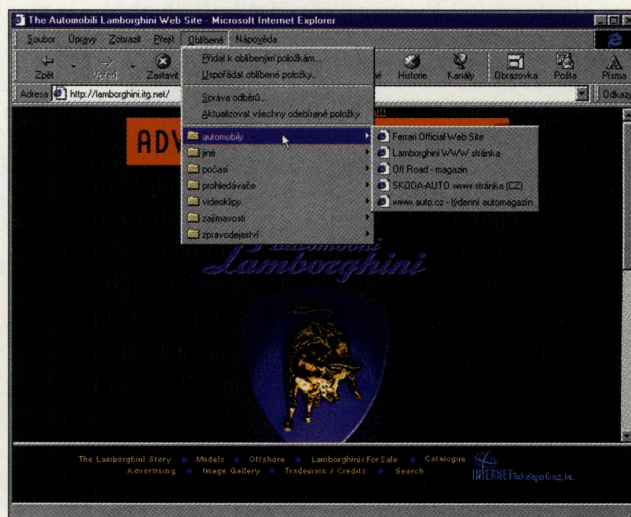 The Automobili Lamborghini Web Site - Microsoft Internet Explorer
Soubor Úpravy Zobrazit Přejít Oblíbené Nápověda
Přidat k oblíbeným položkám...
Uspořádat oblíbené položky...
Správa odběrů...
Aktualizovat všechny odebírané položky
Zpět Vpřed Zastavit Historie Kanály Obrazovka Pošta Písma
Adresa http://lamborghini.itg.net/ Odkazy
ADV
automobily
jiné
počasí
prohledávače
videoklipy
zajímavosti
zpravodajství
Ferrari Official Web Site
Lamborghini WWW stránka
Off Road - magazín
SKODA-AUTO www stránka (CZ)
www.auto.cz - týdenní automagazín
automobili
Lamborghini
The Lamborghini Story Models Offshore Lamborghinis For Sale Catalogue
Advertising Image Gallery Trademark / Credits Search
INTERNET Technologies Group, Inc.